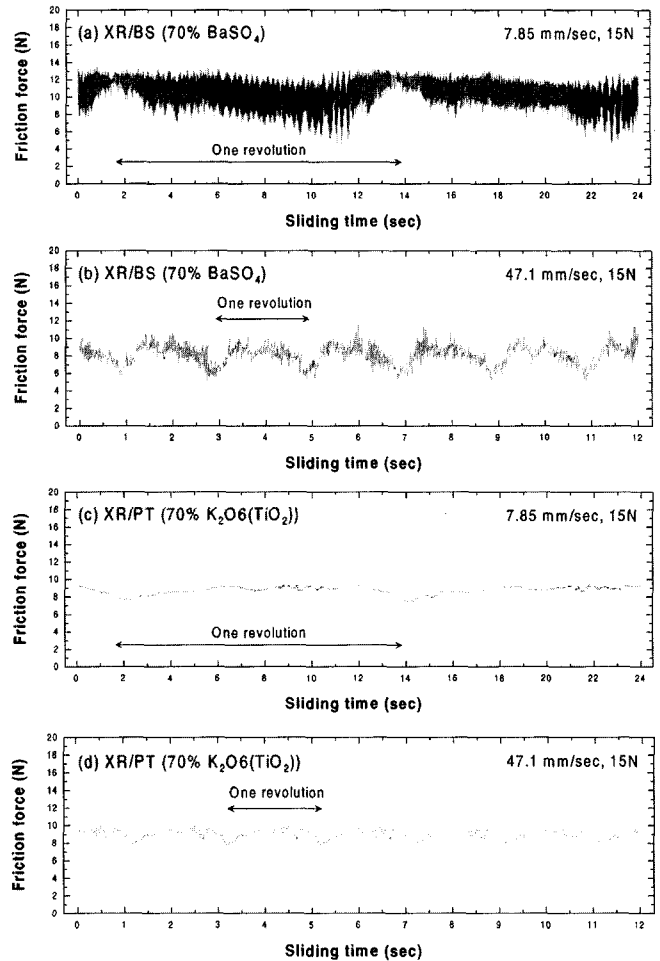 (a) XR/BS (70% BaSO₄) 7.85 mm/sec, 15N
Friction force (N)
20
18
16
14
12
10
8
6
4
2
0
One revolution
0 2 4 6 8 10 12 14 16 18 20 22 24
Sliding time (sec)
(b) XR/BS (70% BaSO₄) 47.1 mm/sec, 15N
Friction force (N)
20
18
16
14
12
10
8
6
4
2
0
One revolution
0 1 2 3 4 5 6 7 8 9 10 11 12
Sliding time (sec)
(c) XR/PT (70% K₂O6(TiO₂)) 7.85 mm/sec, 15N
Friction force (N)
20
18
16
14
12
10
8
6
4
2
0
One revolution
0 2 4 6 8 10 12 14 16 18 20 22 24
Sliding time (sec)
(d) XR/PT (70% K₂O6(TiO₂)) 47.1 mm/sec, 15N
Friction force (N)
20
18
16
14
12
10
8
6
4
2
0
One revolution
0 1 2 3 4 5 6 7 8 9 10 11 12
Sliding time (sec)